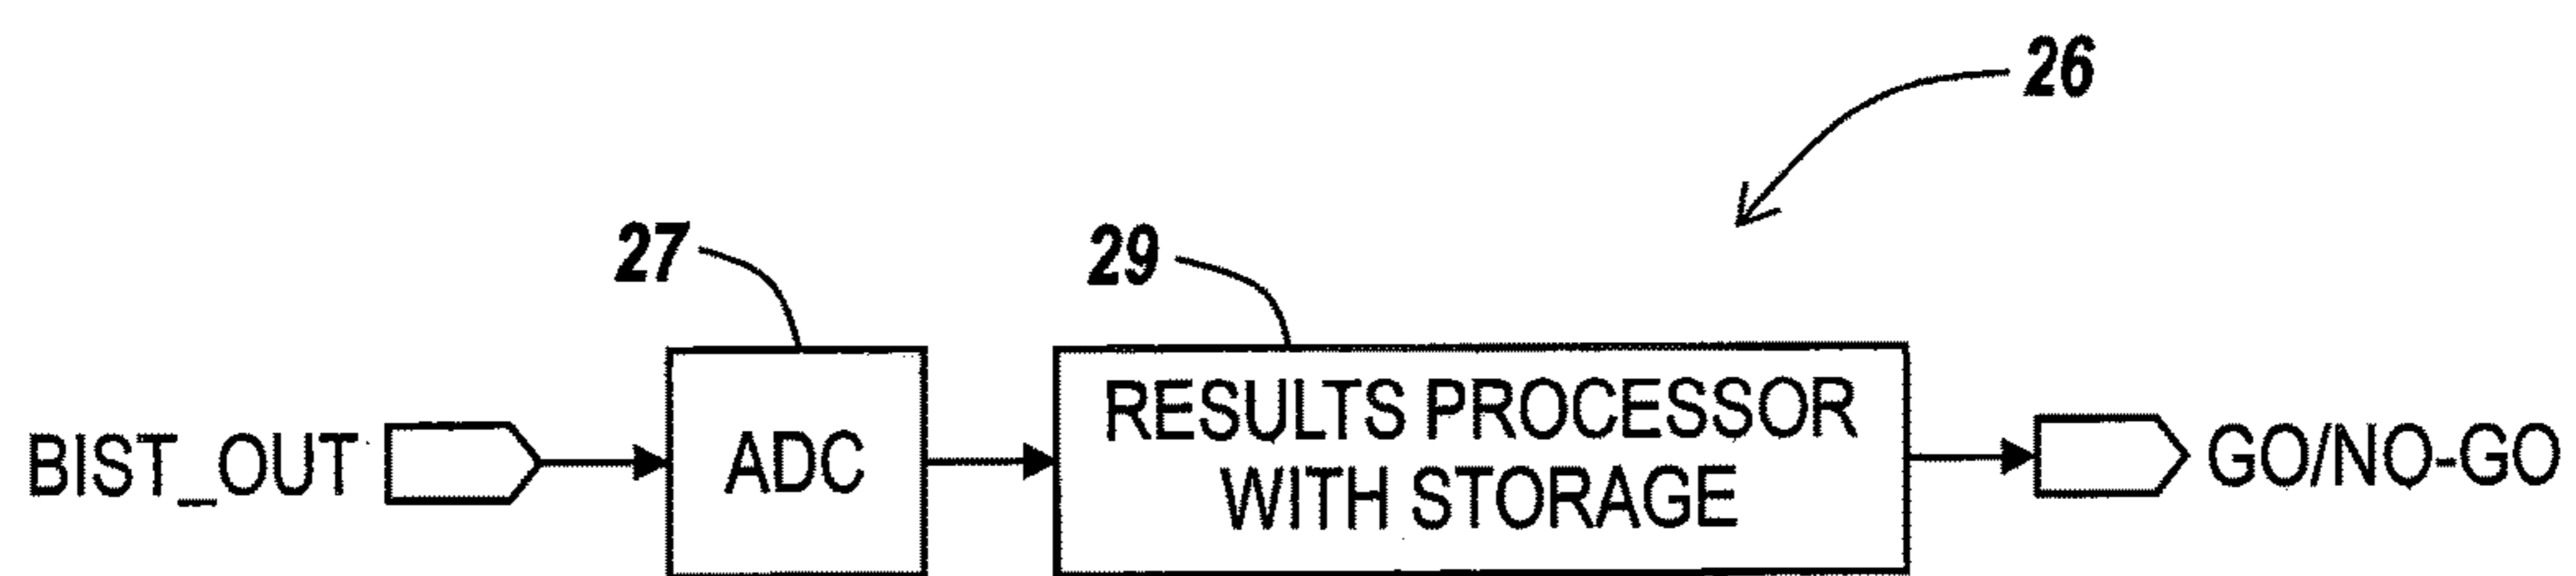 26
27
29
BIST_OUT
ADC
RESULTS PROCESSOR
WITH STORAGE
GO/NO-GO